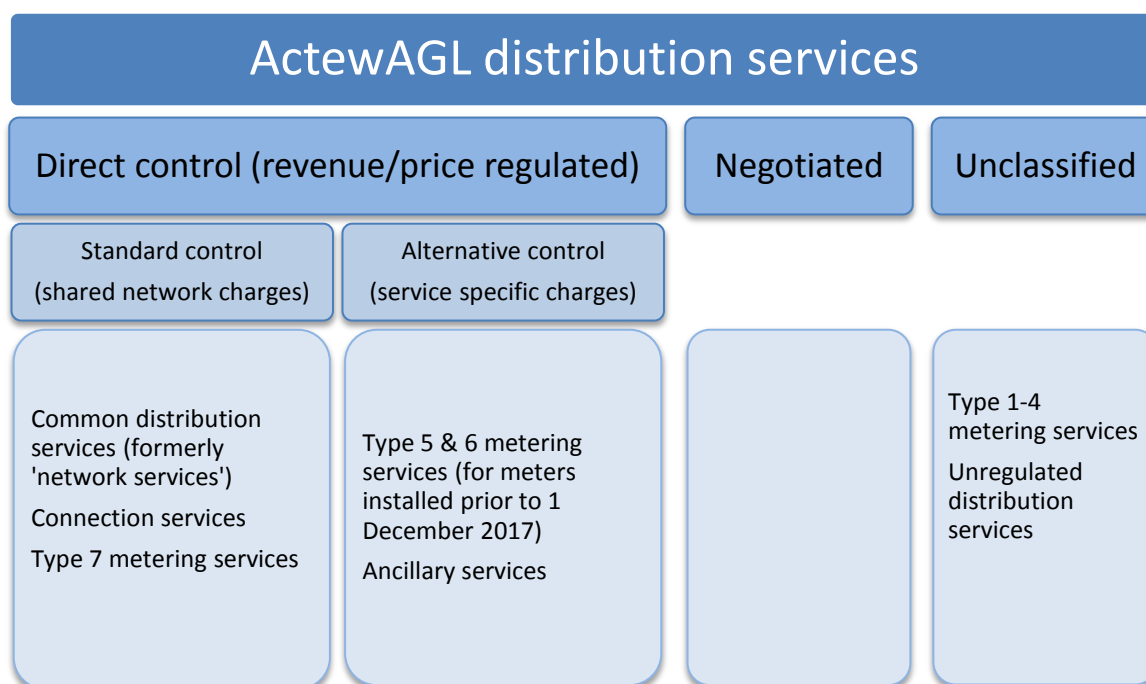 ActewAGL distribution services
Direct control (revenue/price regulated)
Negotiated
Unclassified
Standard control
(shared network charges)
Alternative control
(service specific charges)
Common distribution
services (formerly
'network services')
Connection services
Type 7 metering services
Type 5 & 6 metering
services (for meters
installed prior to 1
December 2017)
Ancillary services
Type 1-4
metering services
Unregulated
distribution
services